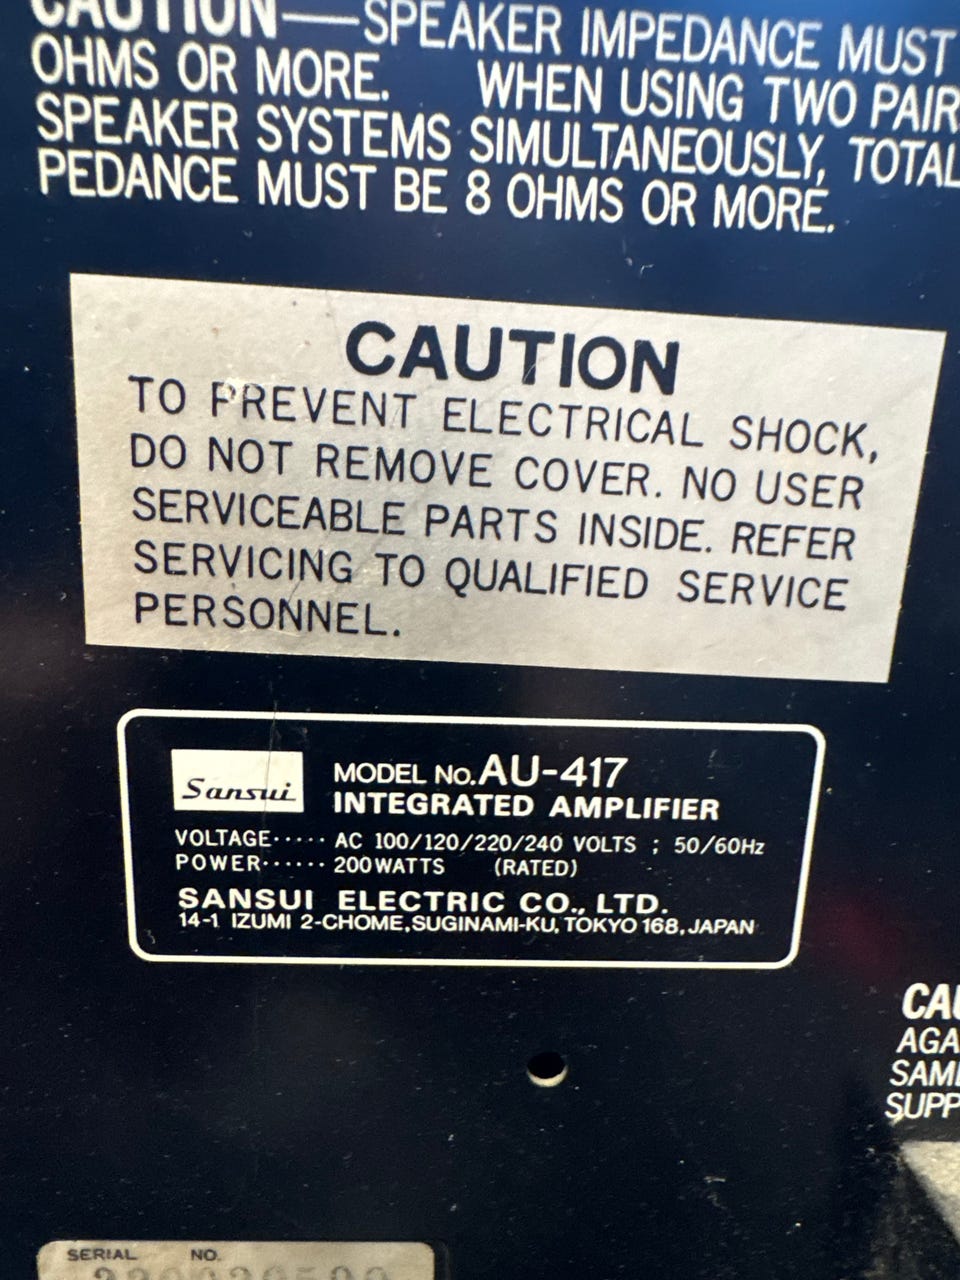 CAUTION—SPEAKER IMPEDANCE MUST
OHMS OR MORE. WHEN USING TWO PAIR
SPEAKER SYSTEMS SIMULTANEOUSLY, TOTAL
PEDANCE MUST BE 8 OHMS OR MORE.
CAUTION
TO PREVENT ELECTRICAL SHOCK,
DO NOT REMOVE COVER. NO USER
SERVICEABLE PARTS INSIDE. REFER
SERVICING TO QUALIFIED SERVICE
PERSONNEL.
Sansui
MODEL No. AU-417
INTEGRATED AMPLIFIER
VOLTAGE····· AC 100/120/220/240 VOLTS ; 50/60Hz
POWER······ 200WATTS (RATED)
SANSUI ELECTRIC CO., LTD.
14-1 IZUMI 2-CHOME, SUGINAMI-KU, TOKYO 168, JAPAN
CAU
AGA
SAME
SUPP
SERIAL NO.